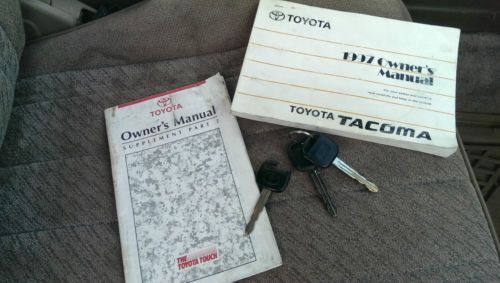 TOYOTA
1997 Owner's
Manual
TOYOTA TACOMA
TOYOTA
Owner's Manual
SUPPLEMENT PART 2
THE
TOYOTA TOUCH